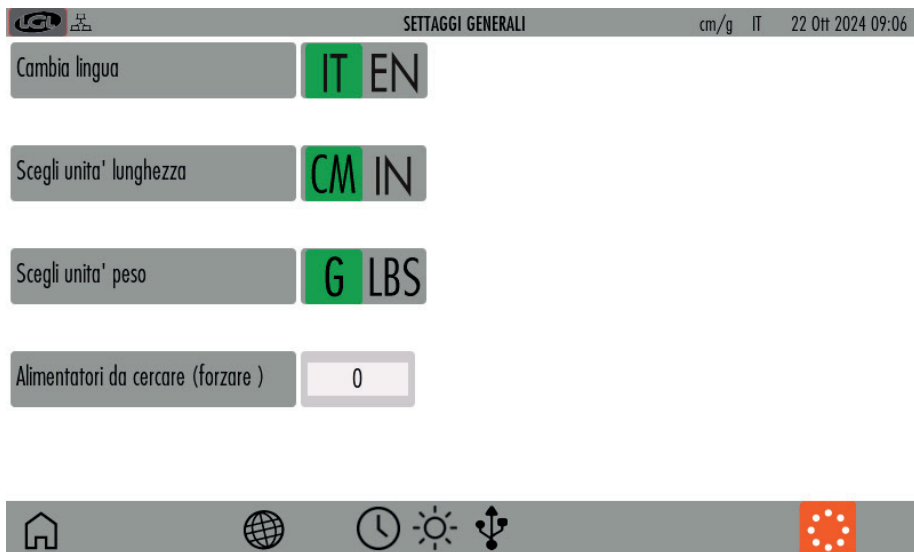 LGL SETTAGGI GENERALI cm/g IT 22 Ott 2024 09:06
Cambia lingua IT EN
Scegli unita' lunghezza CM IN
Scegli unita' peso G LBS
Alimentatori da cercare (forzare ) 0